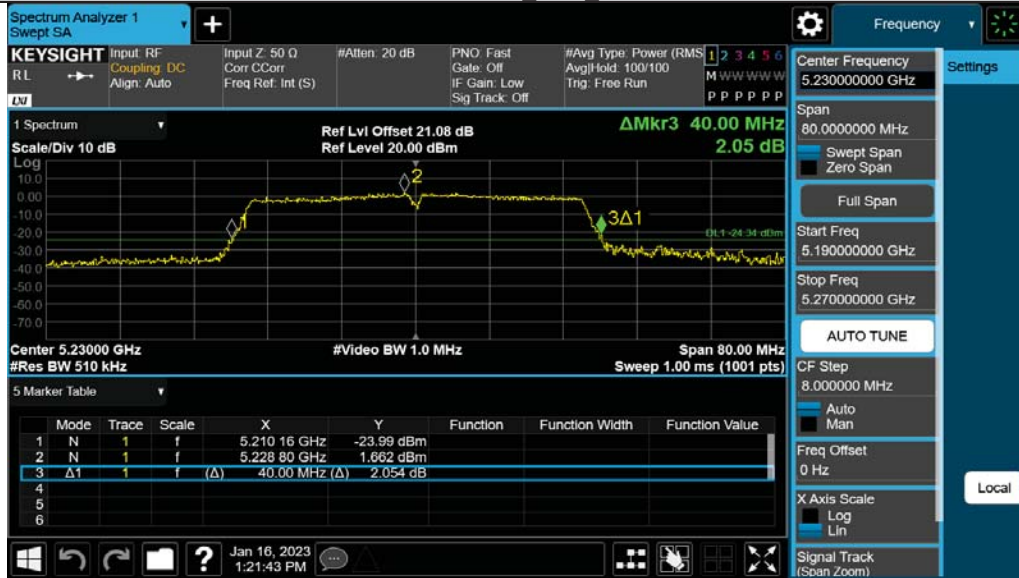 Spectrum Analyzer 1
Swept SA
+
Frequency
KEYSIGHT
RL
LXI
Input: RF
Coupling: DC
Align: Auto
Input Z: 50 Ω
Corr CCorr
Freq Ref: Int (S)
#Atten: 20 dB
PNO: Fast
Gate: Off
IF Gain: Low
Sig Track: Off
#Avg Type: Power (RMS
Avg|Hold: 100/100
Trig: Free Run
1 2 3 4 5 6
M W W W W W
P P P P P P
1 Spectrum
Scale/Div 10 dB
Ref Lvl Offset 21.08 dB
Ref Level 20.00 dBm
ΔMkr3 40.00 MHz
2.05 dB
Log
10.0
0.00
-10.0
-20.0
-30.0
-40.0
-50.0
-60.0
-70.0
2
3Δ1
DL1 -24.34 dBm
Center 5.23000 GHz
#Video BW 1.0 MHz
Span 80.00 MHz
#Res BW 510 kHz
Sweep 1.00 ms (1001 pts)
5 Marker Table
Mode Trace Scale X Y Function Function Width Function Value
1 N 1 f 5.210 16 GHz -23.99 dBm
2 N 1 f 5.228 80 GHz 1.662 dBm
3 Δ1 1 f (Δ) 40.00 MHz (Δ) 2.054 dB
4
5
6
?
Jan 16, 2023
1:21:43 PM
Center Frequency
5.230000000 GHz
Span
80.0000000 MHz
Swept Span
Zero Span
Full Span
Start Freq
5.190000000 GHz
Stop Freq
5.270000000 GHz
AUTO TUNE
CF Step
8.000000 MHz
Auto
Man
Freq Offset
0 Hz
X Axis Scale
Log
Lin
Signal Track
(Span Zoom)
Settings
Local